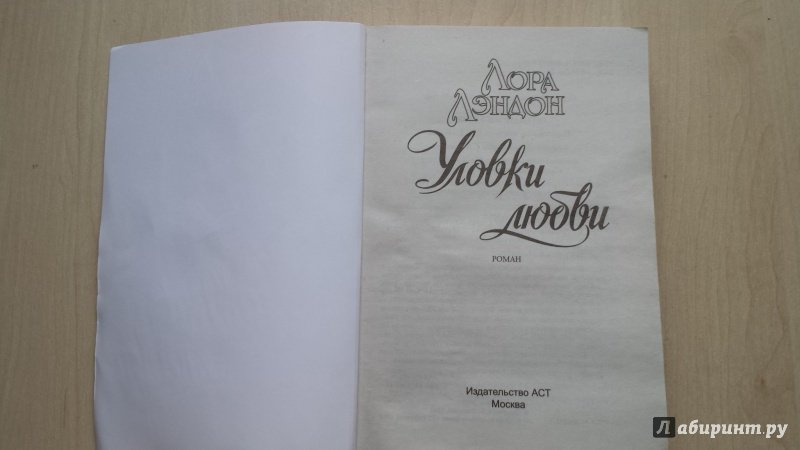 Лора
Лэндон
Уловки
любви
РОМАН
Издательство АСТ
Москва
Лабиринт.ру